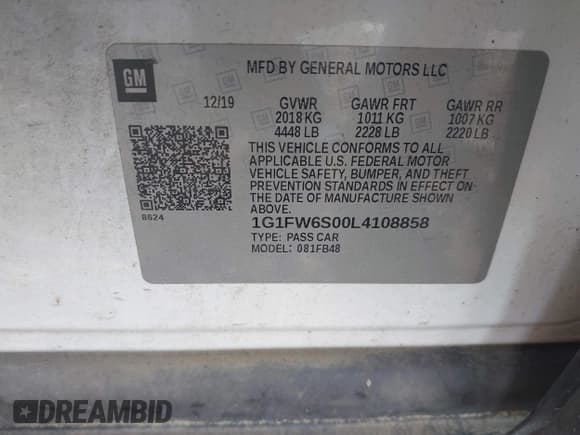 GM
MFD BY GENERAL MOTORS LLC
12/19 GVWR GAWR FRT GAWR RR
2018 KG 1011 KG 1007 KG
4448 LB 2228 LB 2220 LB
THIS VEHICLE CONFORMS TO ALL
APPLICABLE U.S. FEDERAL MOTOR
VEHICLE SAFETY, BUMPER, AND THEFT
PREVENTION STANDARDS IN EFFECT ON
THE DATE OF MANUFACTURE SHOWN
ABOVE.
8624
1G1FW6S00L4108858
TYPE: PASS CAR
MODEL: 081FB48
DREAMBID